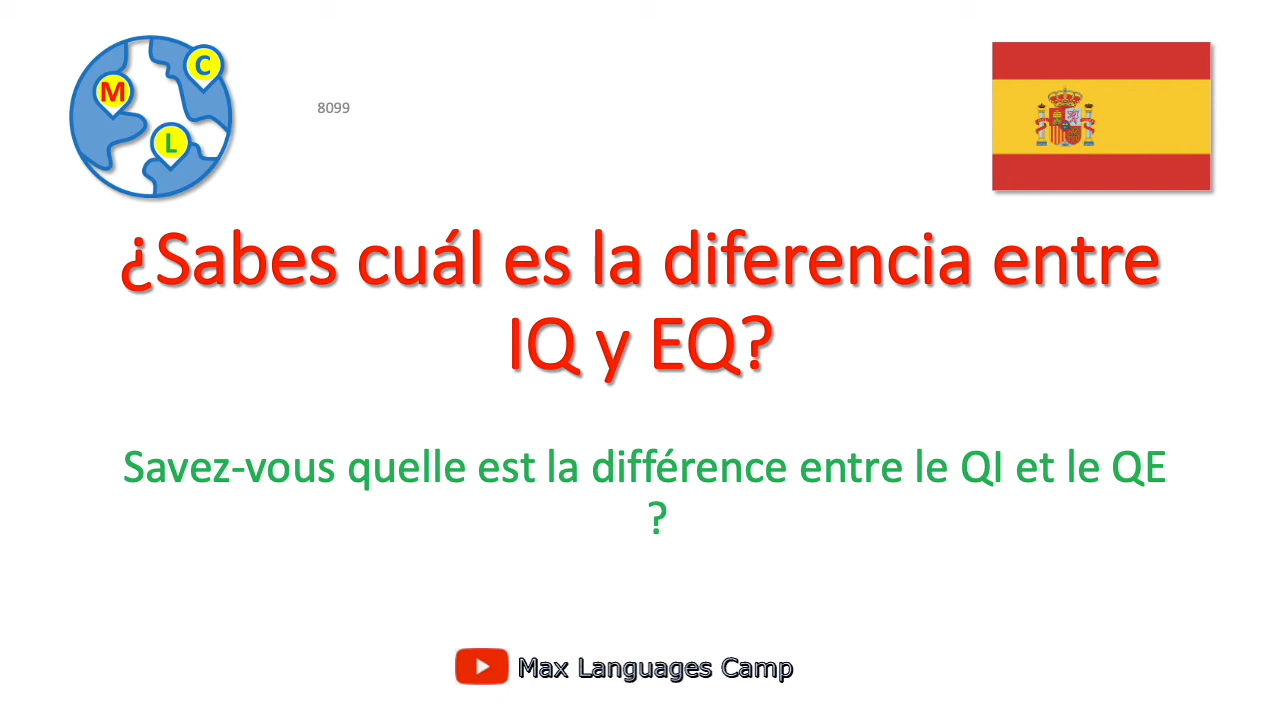 M
C
L
8099
¿Sabes cuál es la diferencia entre
IQ y EQ?
Savez-vous quelle est la différence entre le QI et le QE
?
Max Languages Camp